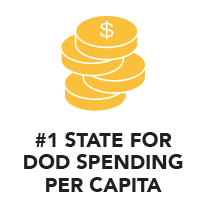 $
#1 STATE FOR
DOD SPENDING
PER CAPITA